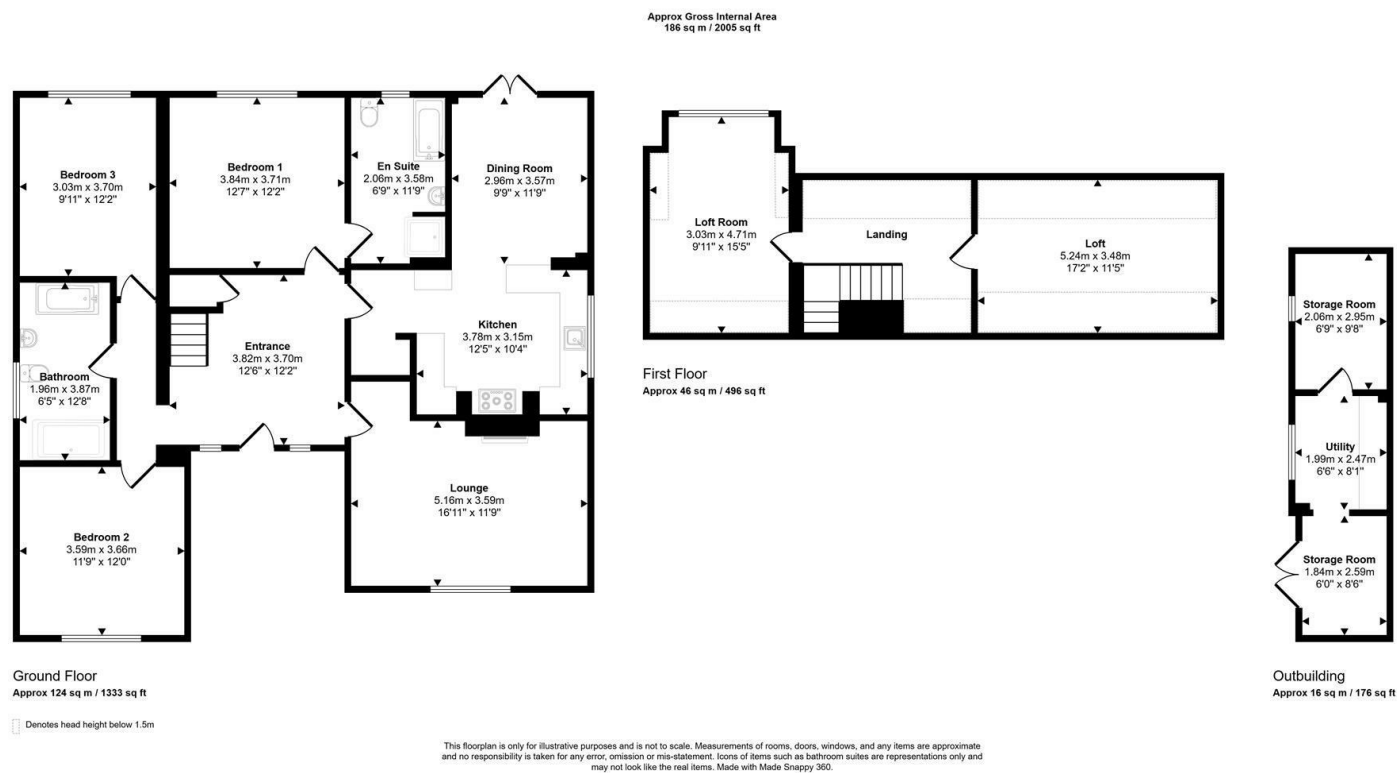 Approx Gross Internal Area
186 sq m / 2005 sq ft
Bedroom 3
3.03m x 3.70m
9'11" x 12'2"
Bedroom 1
3.84m x 3.71m
12'7" x 12'2"
En Suite
2.06m x 3.58m
6'9" x 11'9"
Dining Room
2.96m x 3.57m
9'9" x 11'9"
Kitchen
3.78m x 3.15m
12'5" x 10'4"
Entrance
3.82m x 3.70m
12'6" x 12'2"
Bathroom
1.96m x 3.87m
6'5" x 12'8"
Lounge
5.16m x 3.59m
16'11" x 11'9"
Bedroom 2
3.59m x 3.66m
11'9" x 12'0"
Ground Floor
Approx 124 sq m / 1333 sq ft
Denotes head height below 1.5m
Loft Room
3.03m x 4.71m
9'11" x 15'5"
Landing
Loft
5.24m x 3.48m
17'2" x 11'5"
First Floor
Approx 46 sq m / 496 sq ft
Storage Room
2.06m x 2.95m
6'9" x 9'8"
Utility
1.99m x 2.47m
6'6" x 8'1"
Storage Room
1.84m x 2.59m
6'0" x 8'6"
Outbuilding
Approx 16 sq m / 176 sq ft
This floorplan is only for illustrative purposes and is not to scale. Measurements of rooms, doors, windows, and any items are approximate
and no responsibility is taken for any error, omission or mis-statement. Icons of items such as bathroom suites are representations only and
may not look like the real items. Made with Made Snappy 360.